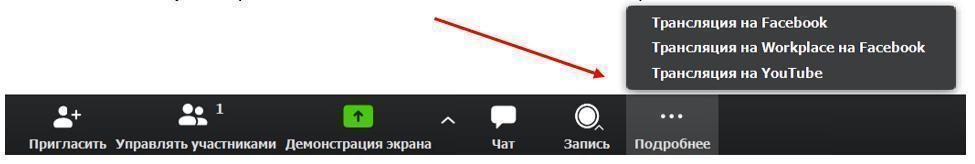 Трансляция на Facebook
Трансляция на Workplace на Facebook
Трансляция на YouTube
1
Пригласить Управлять участниками Демонстрация экрана Чат Запись Подробнее